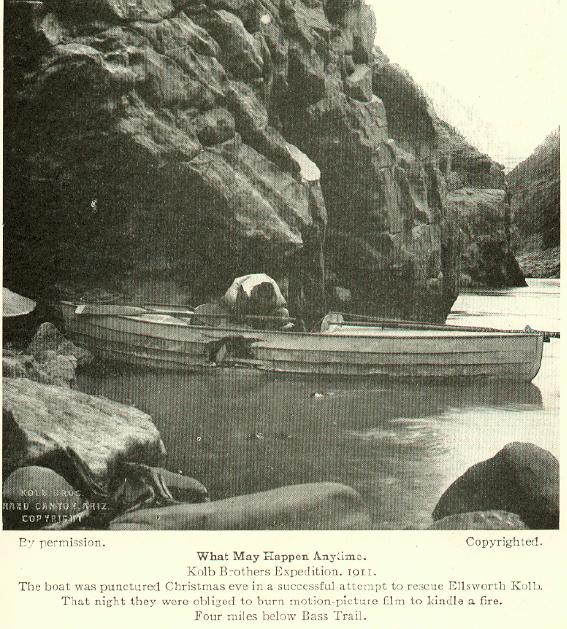 KOLB BROS.
GRAND CANYON, ARIZ.
COPYRIGHT
By permission. Copyrighted.
What May Happen Anytime.
Kolb Brothers Expedition. 1911.
The boat was punctured Christmas eve in a successful attempt to rescue Ellsworth Kolb.
That night they were obliged to burn motion-picture film to kindle a fire.
Four miles below Bass Trail.